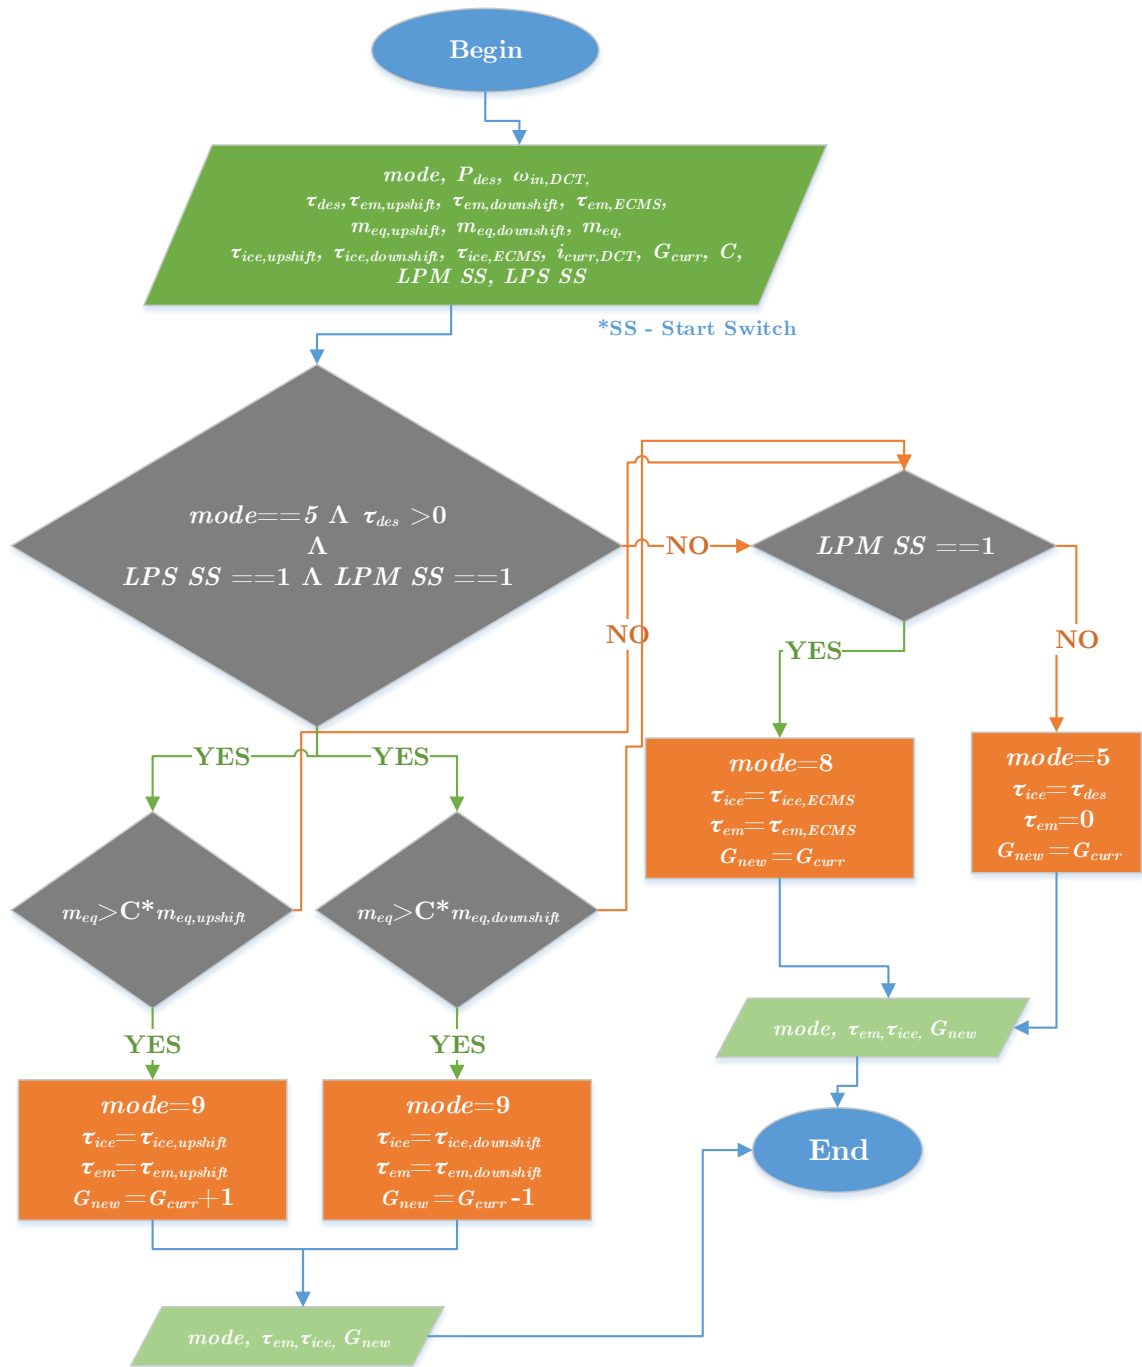 Begin
mode, P_des, ω_in,DCT,
τ_des,τ_em,upshift, τ_em,downshift, τ_em,ECMS,
m_eq,upshift, m_eq,downshift, m_eq,
τ_ice,upshift, τ_ice,downshift, τ_ice,ECMS, i_curr,DCT, G_curr, C,
LPM SS, LPS SS
*SS - Start Switch
mode==5 Λ τ_des >0
Λ
LPS SS ==1 Λ LPM SS ==1
NO
LPM SS ==1
NO
YES
NO
YES
YES
mode=8
τ_ice=τ_ice,ECMS
τ_em=τ_em,ECMS
G_new=G_curr
mode=5
τ_ice=τ_des
τ_em=0
G_new=G_curr
m_eq>C*m_eq,upshift
m_eq>C*m_eq,downshift
YES
YES
mode=9
τ_ice=τ_ice,upshift
τ_em=τ_em,upshift
G_new=G_curr+1
mode=9
τ_ice=τ_ice,downshift
τ_em=τ_em,downshift
G_new=G_curr-1
mode, τ_em,τ_ice, G_new
End
mode, τ_em,τ_ice, G_new